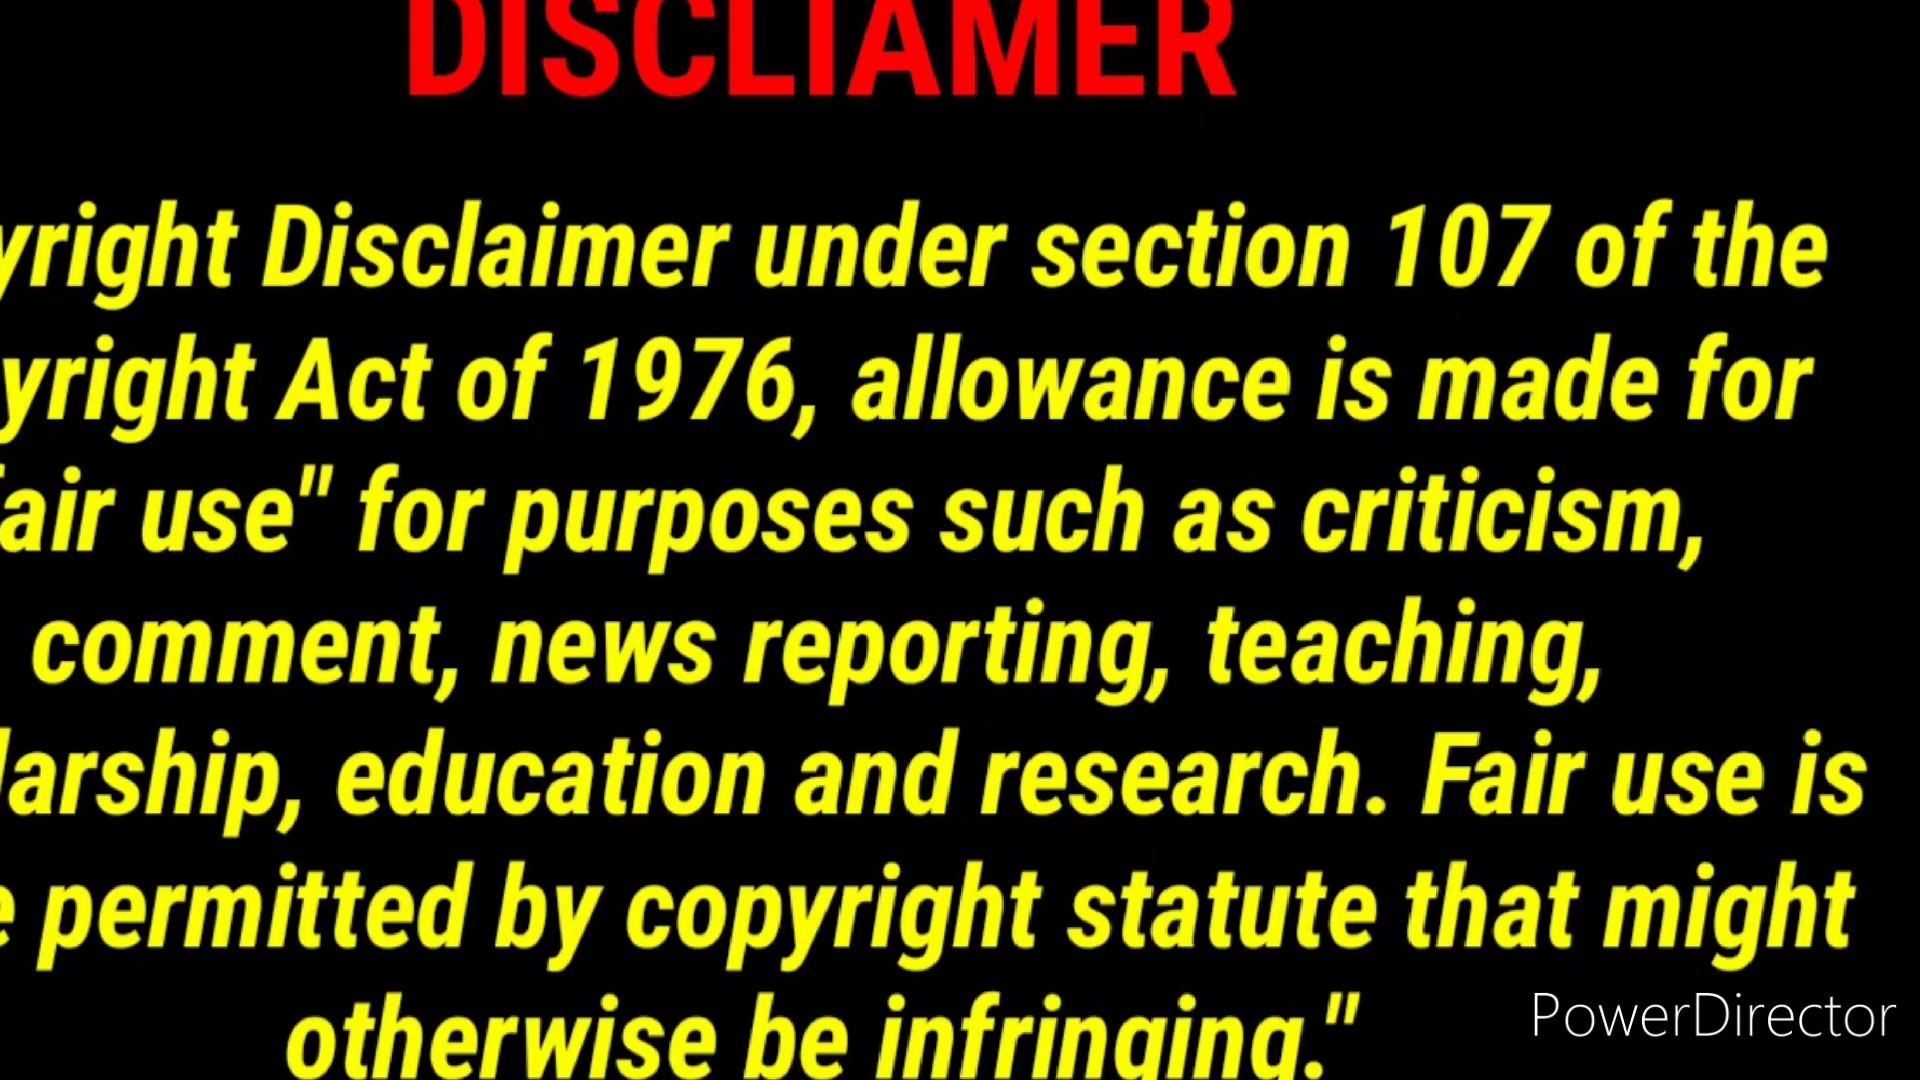 DISCLIAMER
yright Disclaimer under section 107 of the
yright Act of 1976, allowance is made for
air use" for purposes such as criticism,
comment, news reporting, teaching,
larship, education and research. Fair use is
e permitted by copyright statute that might
otherwise be infringing."
PowerDirector